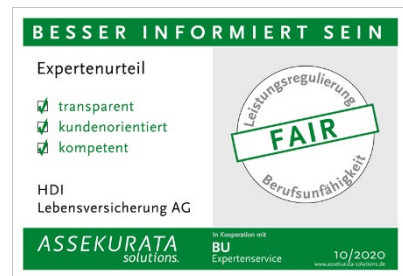 BESSER INFORMIERT SEIN
Expertenurteil
transparent
kundenorientiert
kompetent
HDI
Lebensversicherung AG
Leistungsregulierung
FAIR
Berufsunfähigkeit
ASSEKURATA
solutions.
In Kooperation mit
BU
Expertenservice
10/2020
www.assekurata-solutions.de